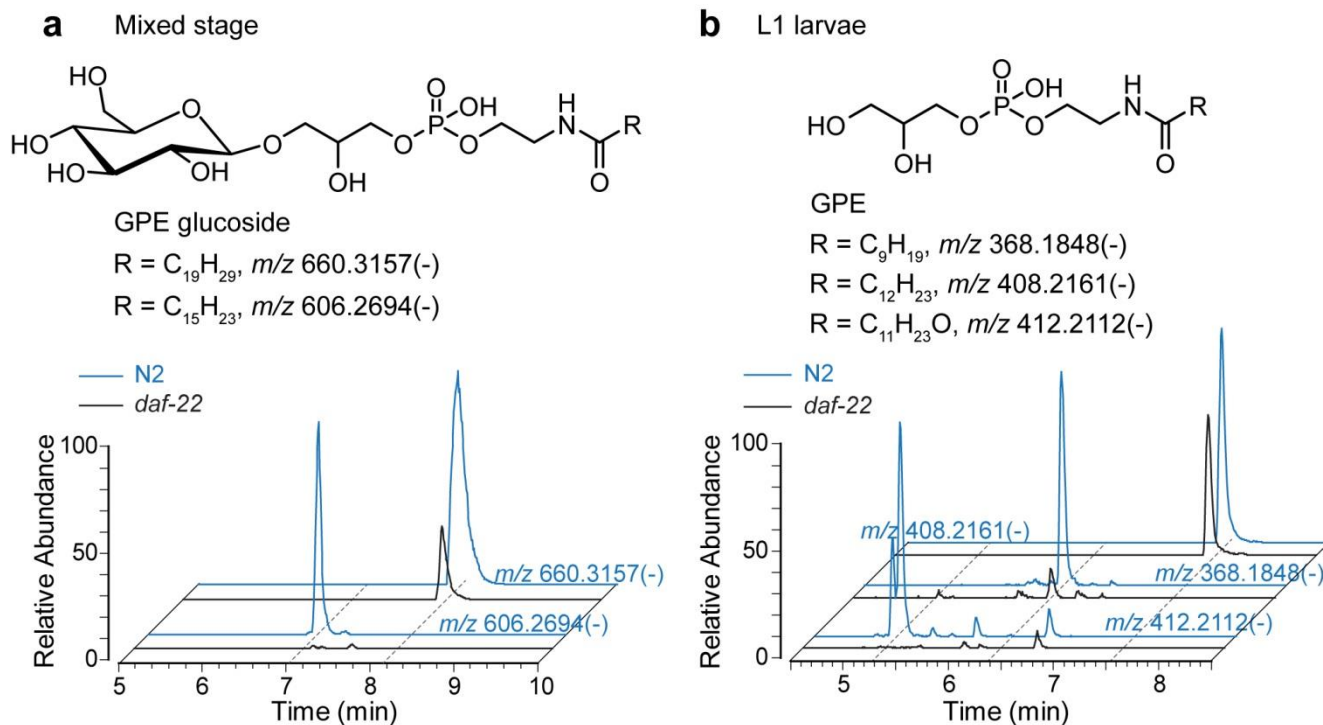 a Mixed stage
HO
HO
HO
OH
O
O
OH
O
P
O
OH
O
H
N
R
O
GPE glucoside
R = C₁₉H₂₉, m/z 660.3157(-)
R = C₁₅H₂₃, m/z 606.2694(-)
N2
daf-22
Relative Abundance
100
50
0
m/z 660.3157(-)
m/z 606.2694(-)
5 6 7 8 9 10
Time (min)
b L1 larvae
HO
OH
O
P
O
OH
O
H
N
R
O
GPE
R = C₉H₁₉, m/z 368.1848(-)
R = C₁₂H₂₃, m/z 408.2161(-)
R = C₁₁H₂₃O, m/z 412.2112(-)
N2
daf-22
Relative Abundance
100
50
0
m/z 408.2161(-)
m/z 368.1848(-)
m/z 412.2112(-)
5 6 7 8
Time (min)